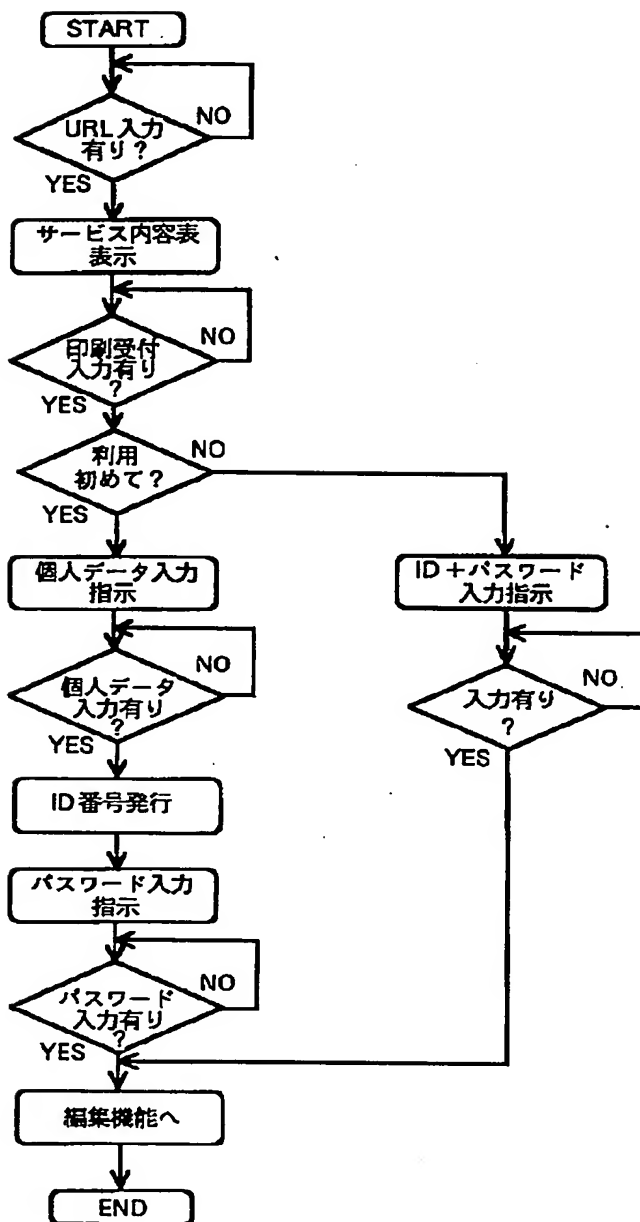 START
URL 入力
有り?
NO
YES
サービス内容表
表示
印刷受付
入力有り
?
NO
YES
利用
初めて?
NO
YES
個人データ入力
指示
ID+パスワード
入力指示
個人データ
入力有り
?
NO
YES
入力有り
?
NO
YES
ID番号発行
パスワード入力
指示
パスワード
入力有り
?
NO
YES
編集機能へ
END